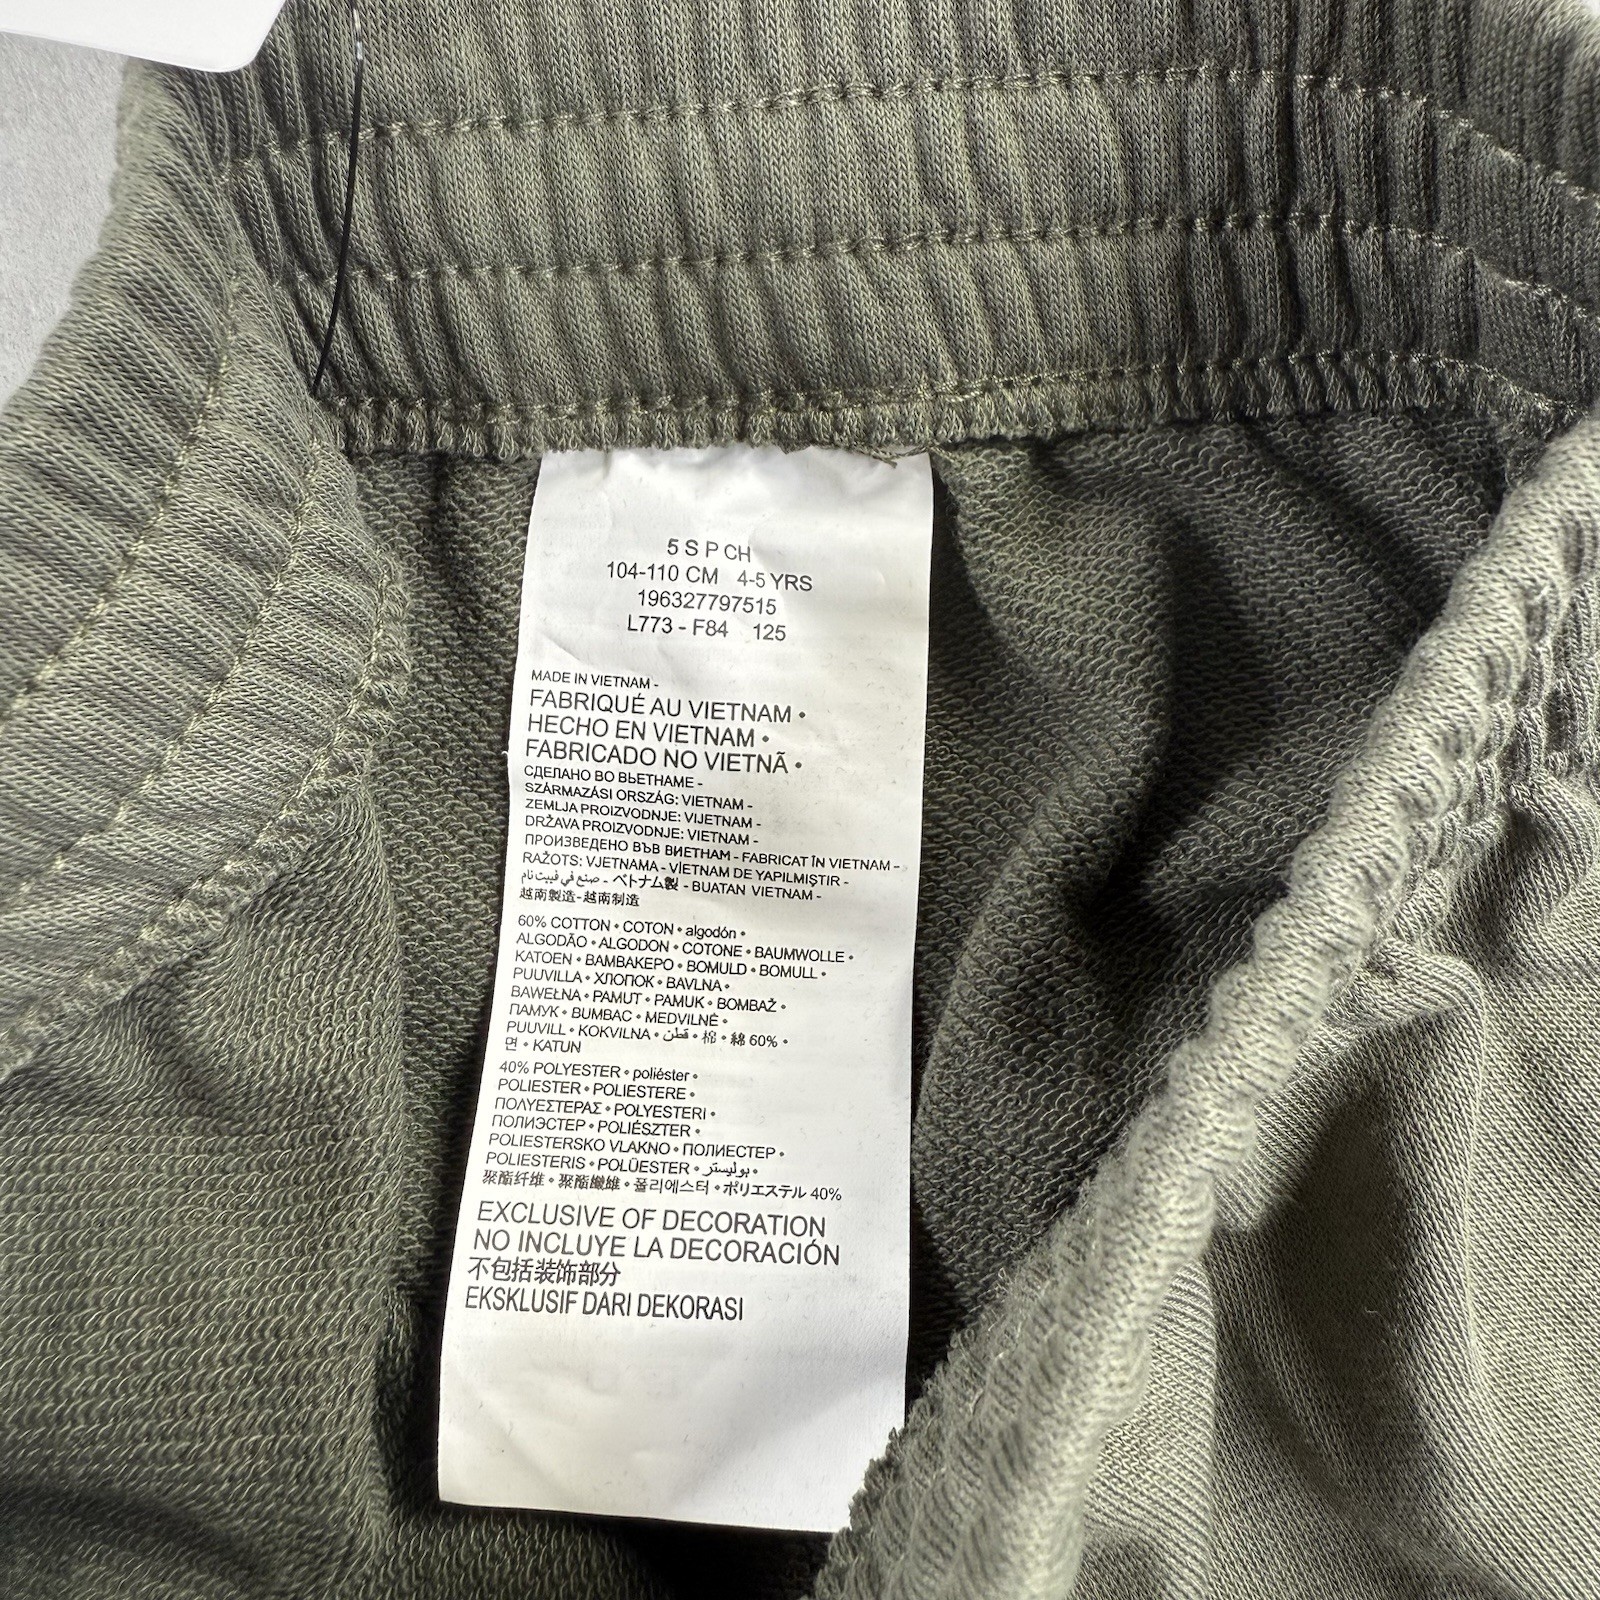 5 S P CH
104-110 CM 4-5 YRS
196327797515
L773 - F84 125
MADE IN VIETNAM -
FABRIQUÉ AU VIETNAM •
HECHO EN VIETNAM •
FABRICADO NO VIETNÃ •
СДЕЛАНО ВО ВЬЕТНАМЕ -
SZÁRMAZÁSI ORSZÁG: VIETNAM -
ZEMLJA PROIZVODNJE: VIJETNAM -
DRŽAVA PROIZVODNJE: VIETNAM -
ПРОИЗВЕДЕНО ВЪВ ВИЕТНАМ - FABRICAT ÎN VIETNAM -
RAŽOTS: VJETNAMA - VİETNAM DE YAPILMIŞTIR -
صنع في فييت نام - ベトナム製 - BUATAN VIETNAM -
越南製造-越南制造
60% COTTON • COTON • algodón •
ALGODÃO • ALGODON • COTONE • BAUMWOLLE •
KATOEN • ΒΑΜΒΑΚΕΡΟ • BOMULD • BOMULL •
PUUVILLA • ХЛОПОК • BAVLNA •
BAWEŁNA • PAMUT • PAMUK • BOMBAŽ •
ПАМУК • BUMBAC • MEDVILNĖ •
PUUVILL • KOKVILNA • قطن • 棉 • 綿 60% •
면 • KATUN
40% POLYESTER • poliéster •
POLIESTER • POLIESTERE •
ΠΟΛΥΕΣΤΕΡΑΣ • POLYESTERI •
ПОЛИЭСТЕР • POLIÉSZTER •
POLIESTERSKO VLAKNO • ПОЛИЕСТЕР •
POLIESTERIS • POLÜESTER • بوليستر •
聚酯纤维 • 聚酯纖維 • 폴리에스터 • ポリエステル 40%
EXCLUSIVE OF DECORATION
NO INCLUYE LA DECORACIÓN
不包括装饰部分
EKSKLUSIF DARI DEKORASI